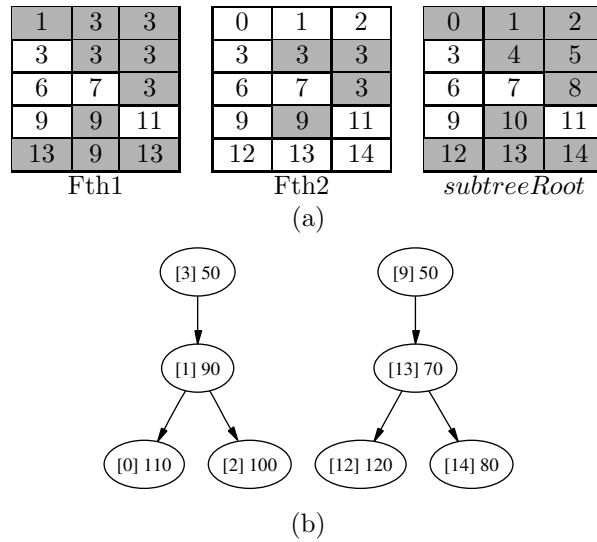 1 3 3 0 1 2 0 1 2
3 3 3 3 3 3 3 4 5
6 7 3 6 7 3 6 7 8
9 9 11 9 9 11 9 10 11
13 9 13 12 13 14 12 13 14
Fth1 Fth2 subtreeRoot
(a)
[3] 50 [9] 50
[1] 90 [13] 70
[0] 110 [2] 100 [12] 120 [14] 80
(b)